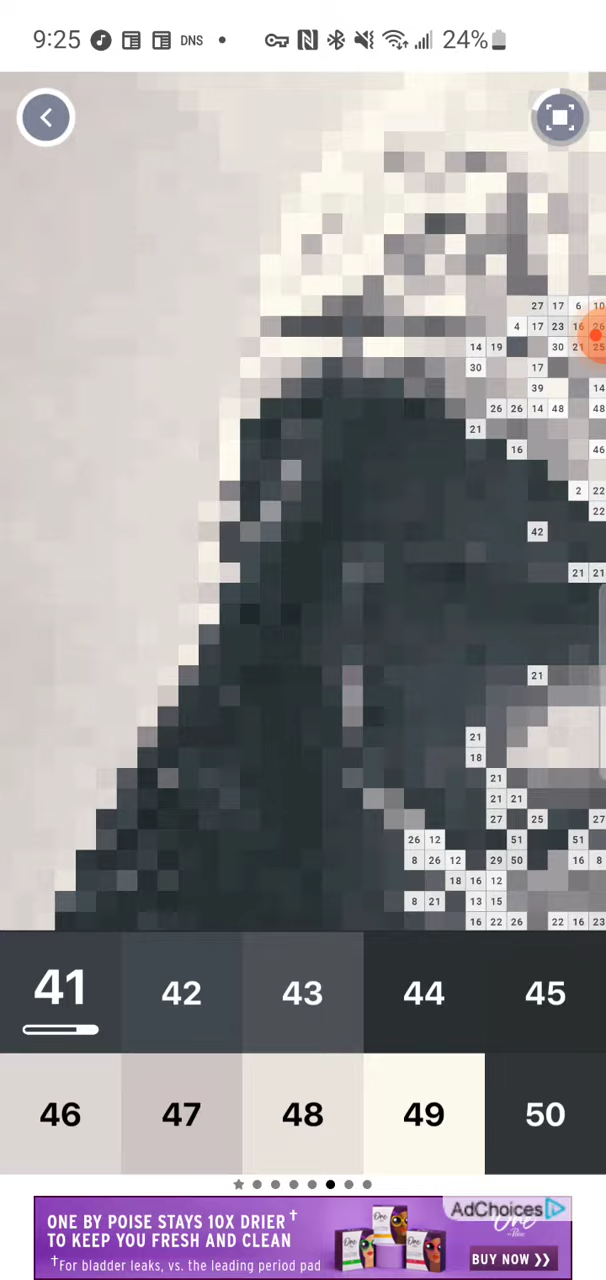 9:25 DNS 24%
27 17 6 10
4 17 23 16 26
14 19 30 21 25
30 17
39 14
26 26 14 48 48
21
16 46
2 22
22
42
21 21
21
21
18
21
21 21
27 25 27
26 12 51 51
8 26 12 29 50 16 8
18 16 12
8 21 13 15
16 22 26 22 16 23
41 42 43 44 45
46 47 48 49 50
AdChoices
ONE BY POISE STAYS 10X DRIER†
TO KEEP YOU FRESH AND CLEAN
†For bladder leaks, vs. the leading period pad
BUY NOW ❯❯